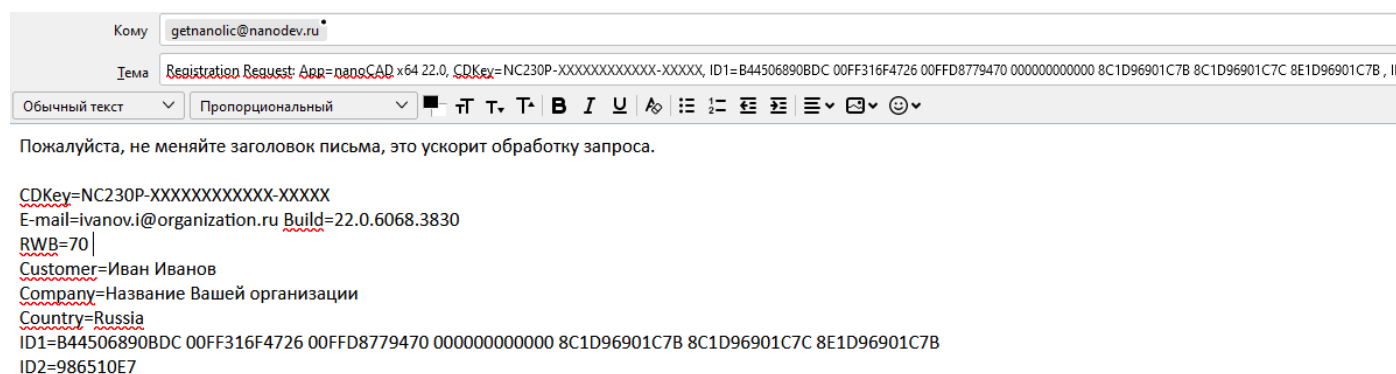 Кому getnanolic@nanodev.ru
Тема Registration Request: App=nanoCAD x64 22.0, CDKey=NC230P-XXXXXXXXXXXX-XXXXX, ID1=B44506890BDC 00FF316F4726 00FFD8779470 000000000000 8C1D96901C7B 8C1D96901C7C 8E1D96901C7B , I
Обычный текст Пропорциональный
Пожалуйста, не меняйте заголовок письма, это ускорит обработку запроса.
CDKey=NC230P-XXXXXXXXXXXX-XXXXX
E-mail=ivanov.i@organization.ru Build=22.0.6068.3830
RWB=70
Customer=Иван Иванов
Company=Название Вашей организации
Country=Russia
ID1=B44506890BDC 00FF316F4726 00FFD8779470 000000000000 8C1D96901C7B 8C1D96901C7C 8E1D96901C7B
ID2=986510E7